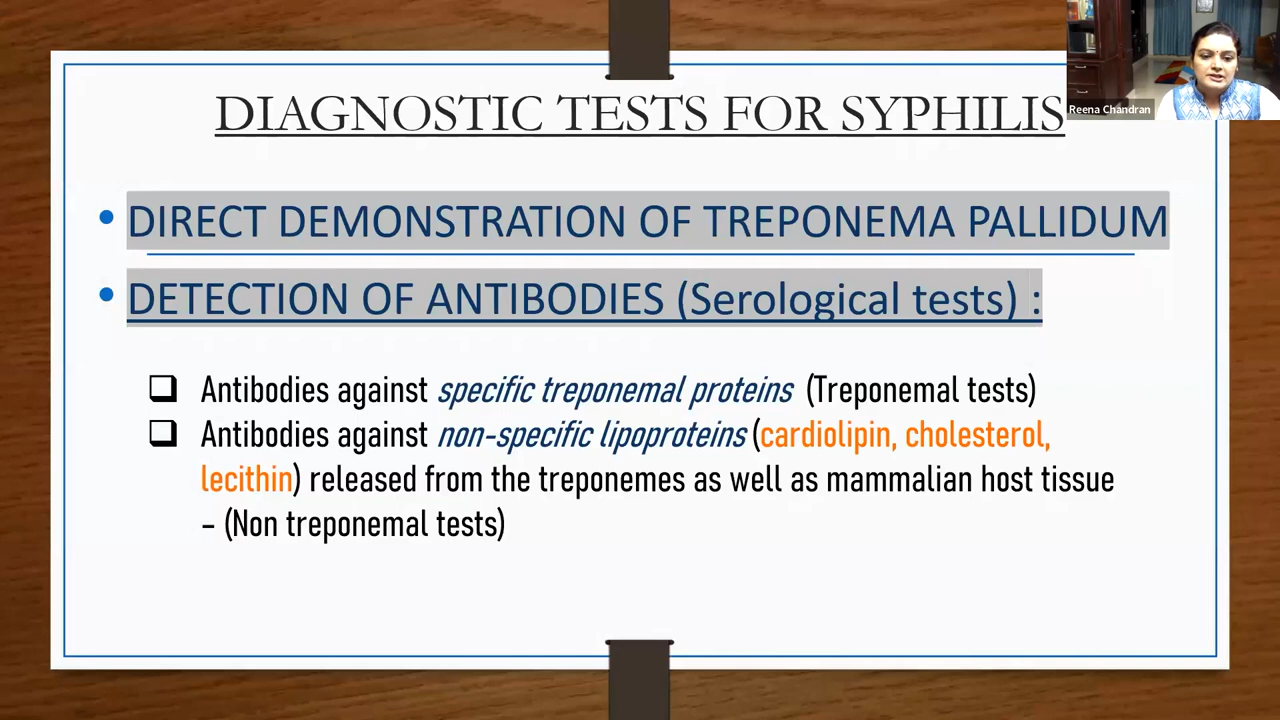 DIAGNOSTIC TESTS FOR SYPHILIS
Reena Chandran
• DIRECT DEMONSTRATION OF TREPONEMA PALLIDUM
• DETECTION OF ANTIBODIES (Serological tests) :
❑ Antibodies against specific treponemal proteins (Treponemal tests)
❑ Antibodies against non-specific lipoproteins (cardiolipin, cholesterol,
lecithin) released from the treponemes as well as mammalian host tissue
– (Non treponemal tests)